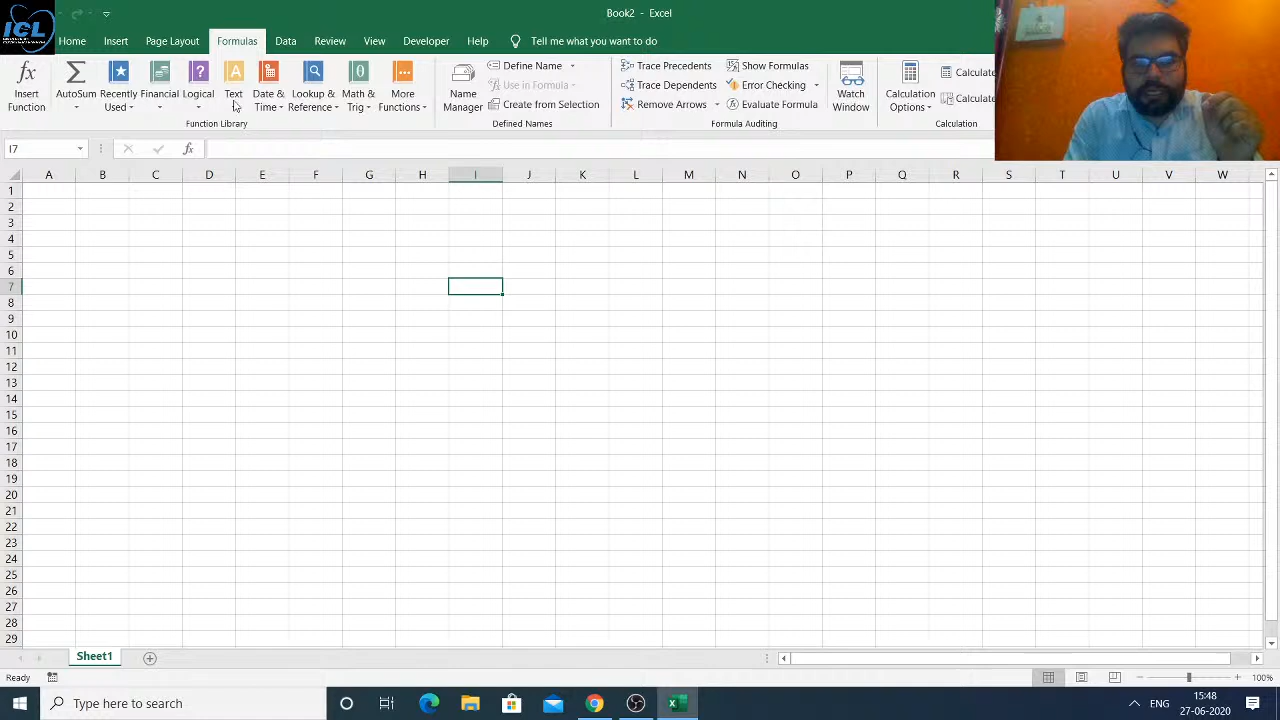 ICL
Book2 - Excel
Home Insert Page Layout Formulas Data Review View Developer Help Tell me what you want to do
Insert Function
AutoSum
Recently Used
Financial
Logical
Text
Date & Time
Lookup & Reference
Math & Trig
More Functions
Function Library
Name Manager
Define Name
Use in Formula
Create from Selection
Defined Names
Trace Precedents
Trace Dependents
Remove Arrows
Show Formulas
Error Checking
Evaluate Formula
Formula Auditing
Watch Window
Calculation Options
Calculate
Calculate
Calculation
I7
fx
A B C D E F G H I J K L M N O P Q R S T U V W
1
2
3
4
5
6
7
8
9
10
11
12
13
14
15
16
17
18
19
20
21
22
23
24
25
26
27
28
29
Sheet1
Ready
100%
Type here to search
ENG
15:48
27-06-2020